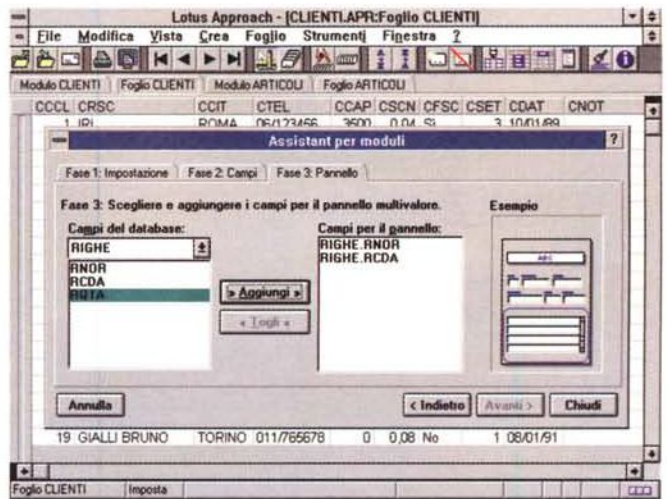 Lotus Approach - [CLIENTI.APR:Foglio CLIENTI]
File Modifica Vista Crea Foglio Strumenti Finestra ?
Modulo CLIENTI Foglio CLIENTI Modulo ARTICOLI Foglio ARTICOLI
CCCL CRSC CCIT CTEL CCAP CSCN CFSC CSET CDAT CNOT
1 IRI ROMA 06/123456 3500 0,04 Sì 3 10/01/89
Assistant per moduli ?
Fase 1: Impostazione Fase 2: Campi Fase 3: Pannello
Fase 3: Scegliere e aggiungere i campi per il pannello multivalore.
Esempio
Campi del database:
Campi per il pannello:
RIGHE
RIGHE.RNOR
RIGHE.RCDA
RNOR
RCDA
RQTA
» Aggiungi »
« Togli «
ABC
Annulla
< Indietro
Avanti >
Chiudi
19 GIALLI BRUNO TORINO 011/765678 0 0,08 No 1 08/01/91
Foglio CLIENTI Imposta